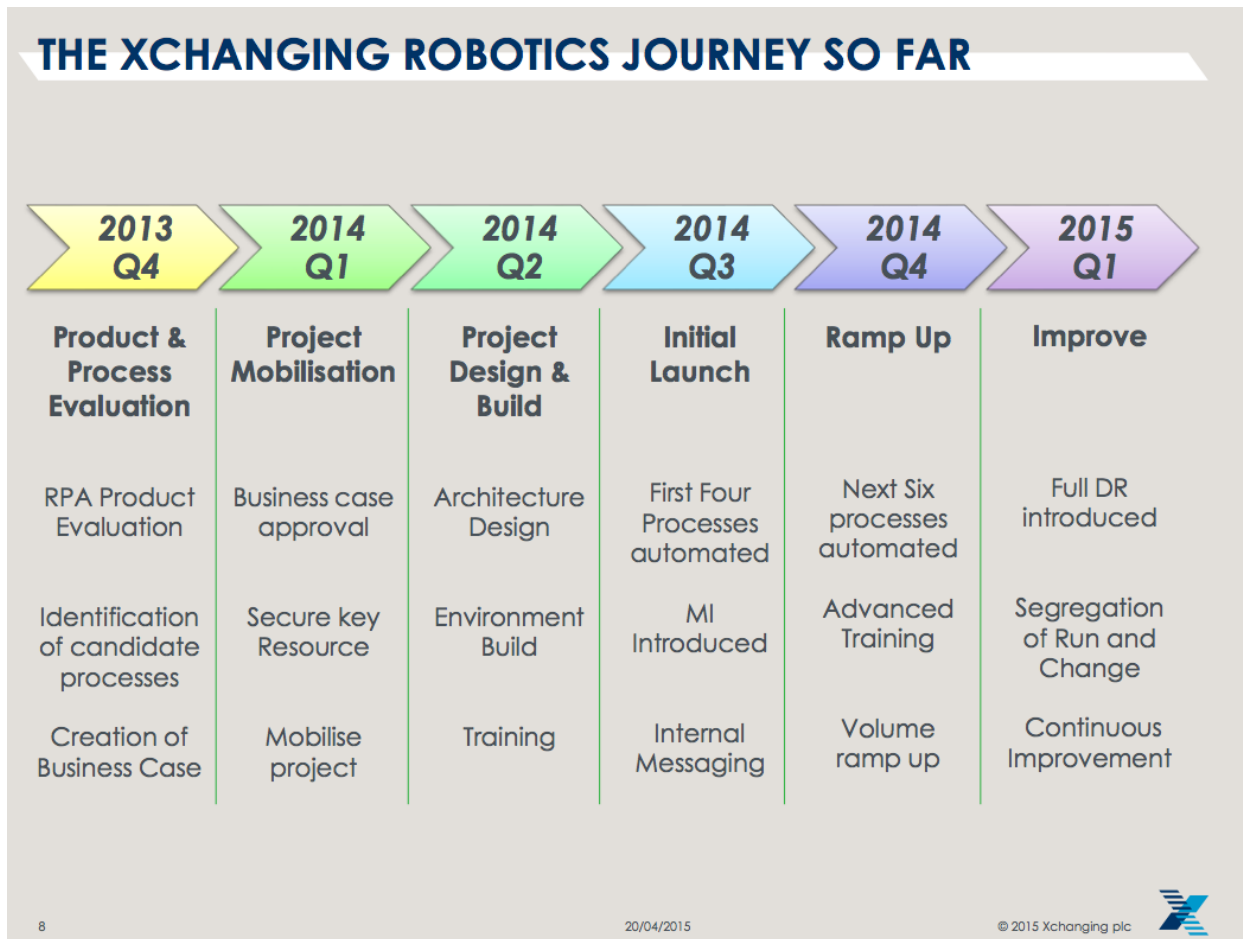 THE XCHANGING ROBOTICS JOURNEY SO FAR
2013
Q4
2014
Q1
2014
Q2
2014
Q3
2014
Q4
2015
Q1
Product &
Process
Evaluation
RPA Product
Evaluation
Identification
of candidate
processes
Creation of
Business Case
Project
Mobilisation
Business case
approval
Secure key
Resource
Mobilise
project
Project
Design &
Build
Architecture
Design
Environment
Build
Training
Initial
Launch
First Four
Processes
automated
MI
Introduced
Internal
Messaging
Ramp Up
Next Six
processes
automated
Advanced
Training
Volume
ramp up
Improve
Full DR
introduced
Segregation
of Run and
Change
Continuous
Improvement
8
20/04/2015
© 2015 Xchanging plc